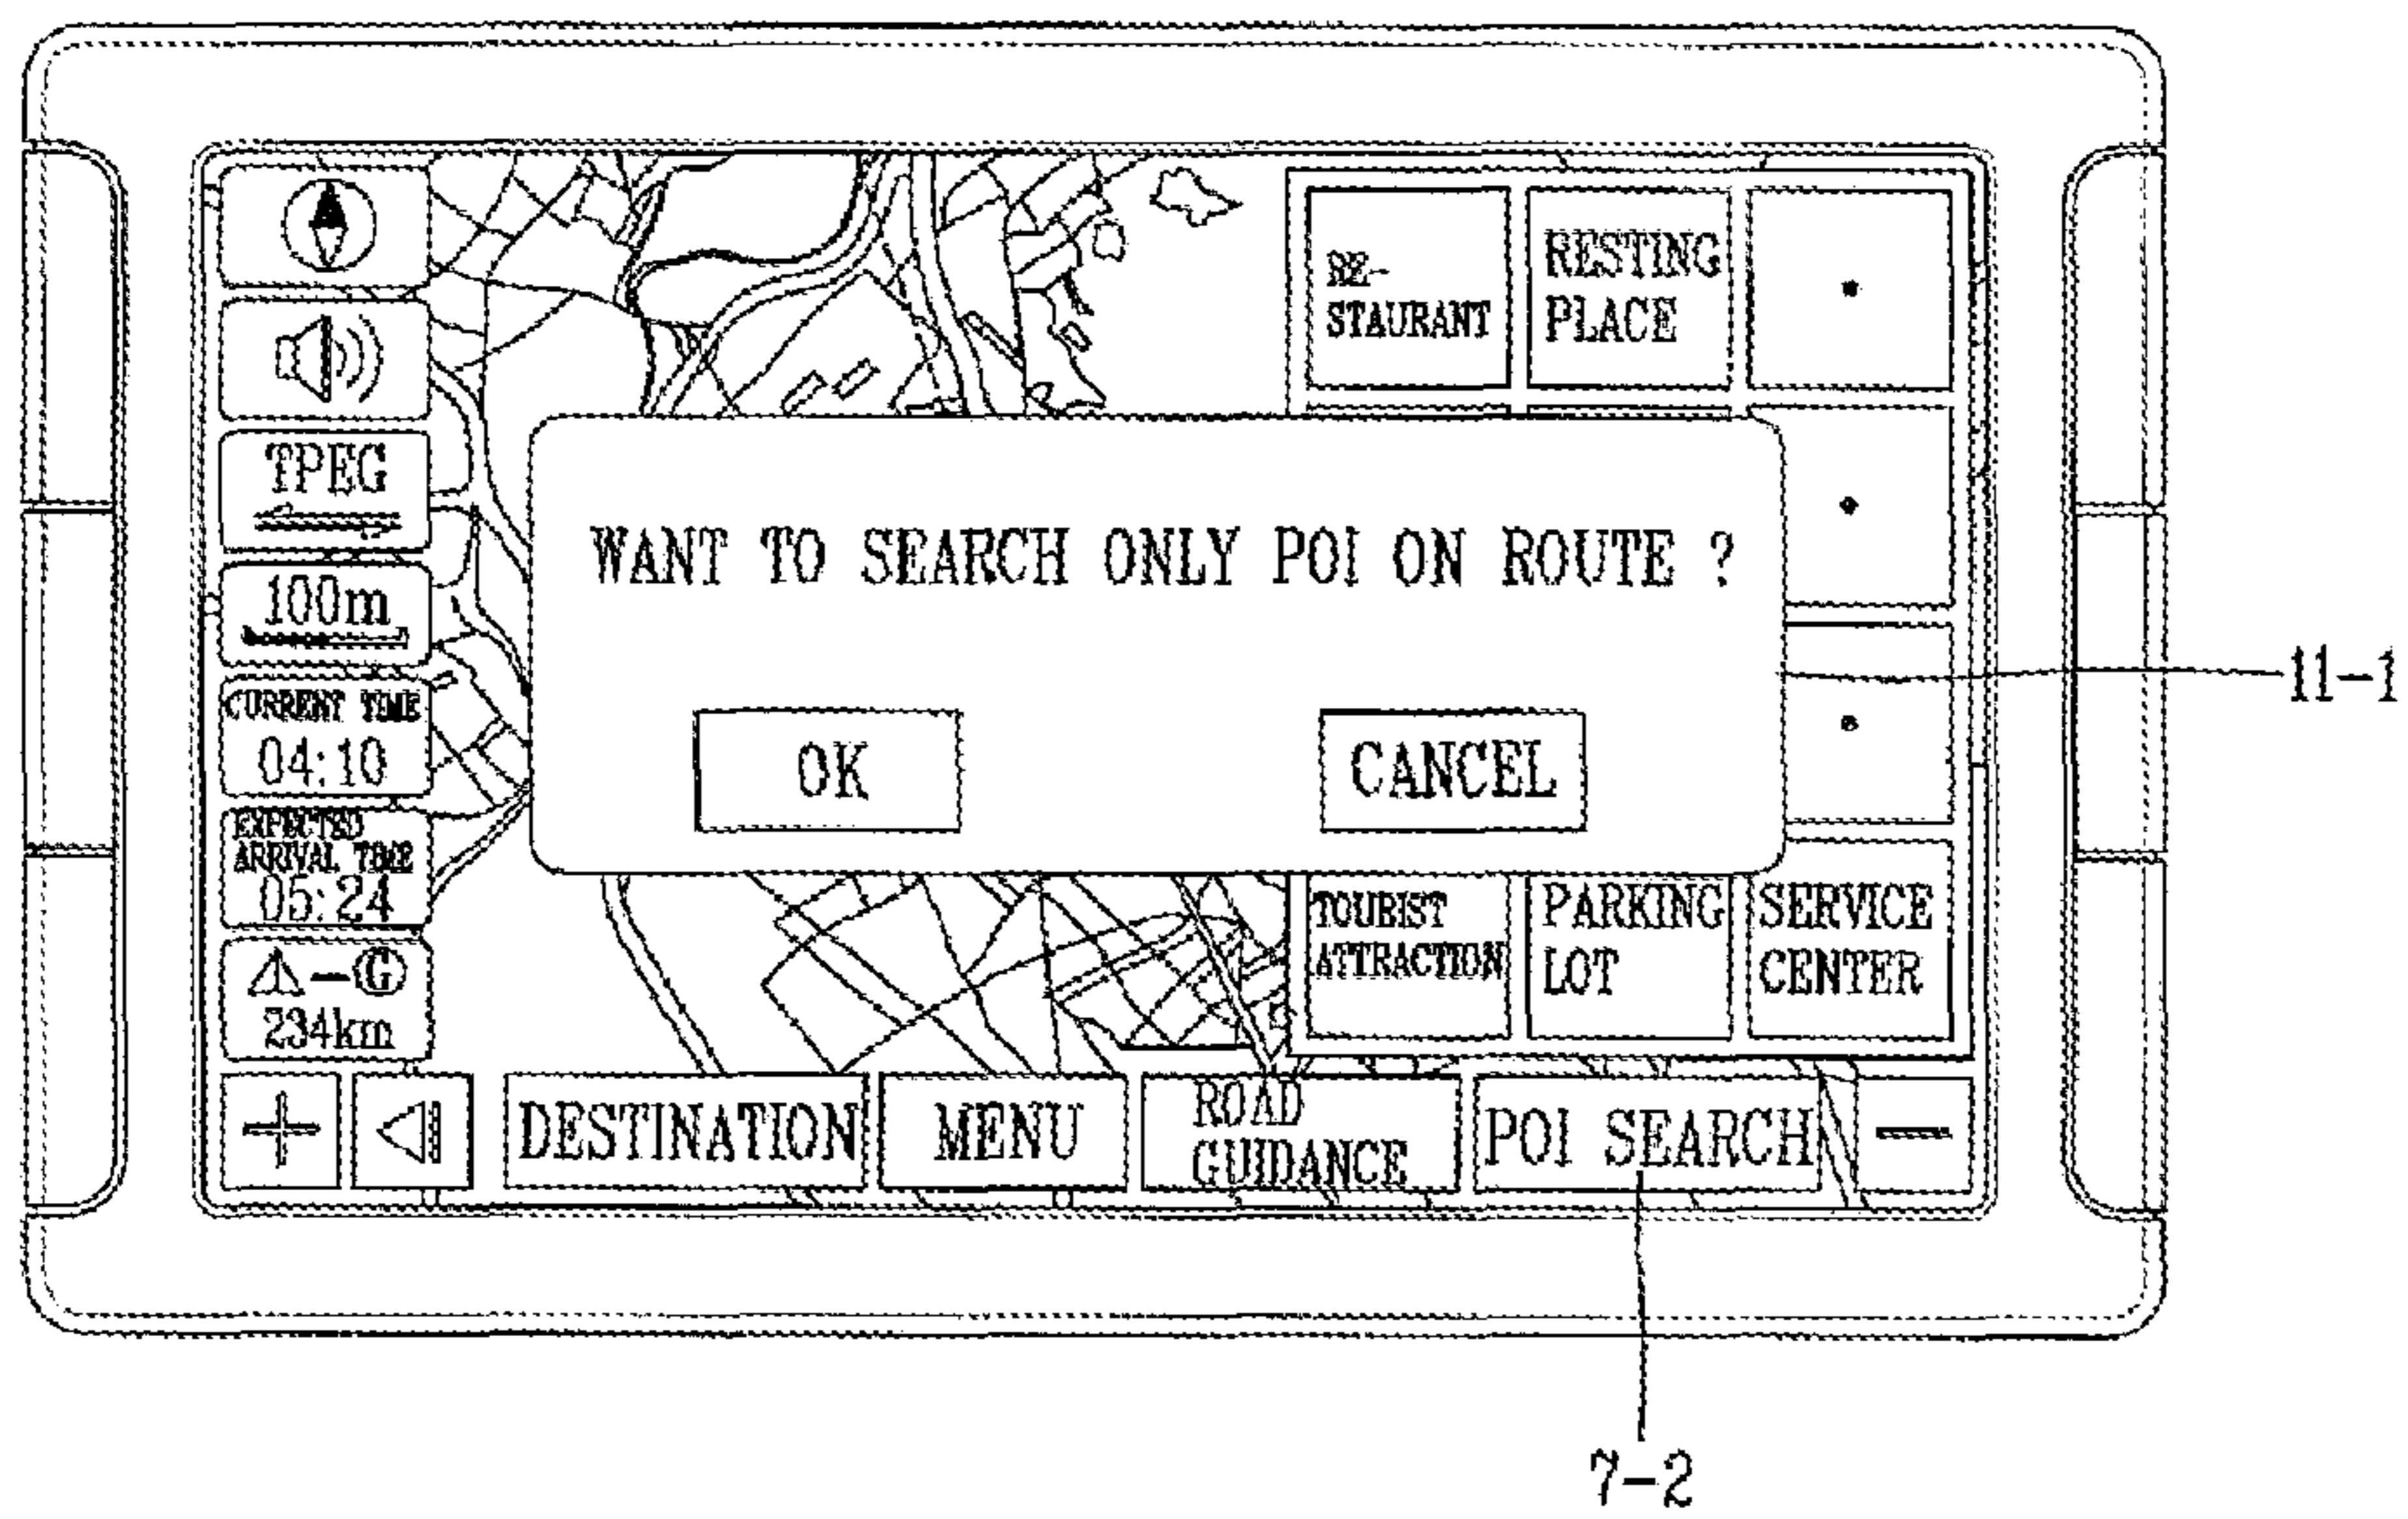 RE-
STAURANT
RESTING
PLACE
TPEG
100m
CURRENT TIME
04:10
EXPECTED
ARRIVAL TIME
05:24
G
234km
WANT TO SEARCH ONLY POI ON ROUTE ?
OK
CANCEL
11-1
TOURIST
ATTRACTION
PARKING
LOT
SERVICE
CENTER
DESTINATION
MENU
ROAD
GUIDANCE
POI SEARCH
7-2